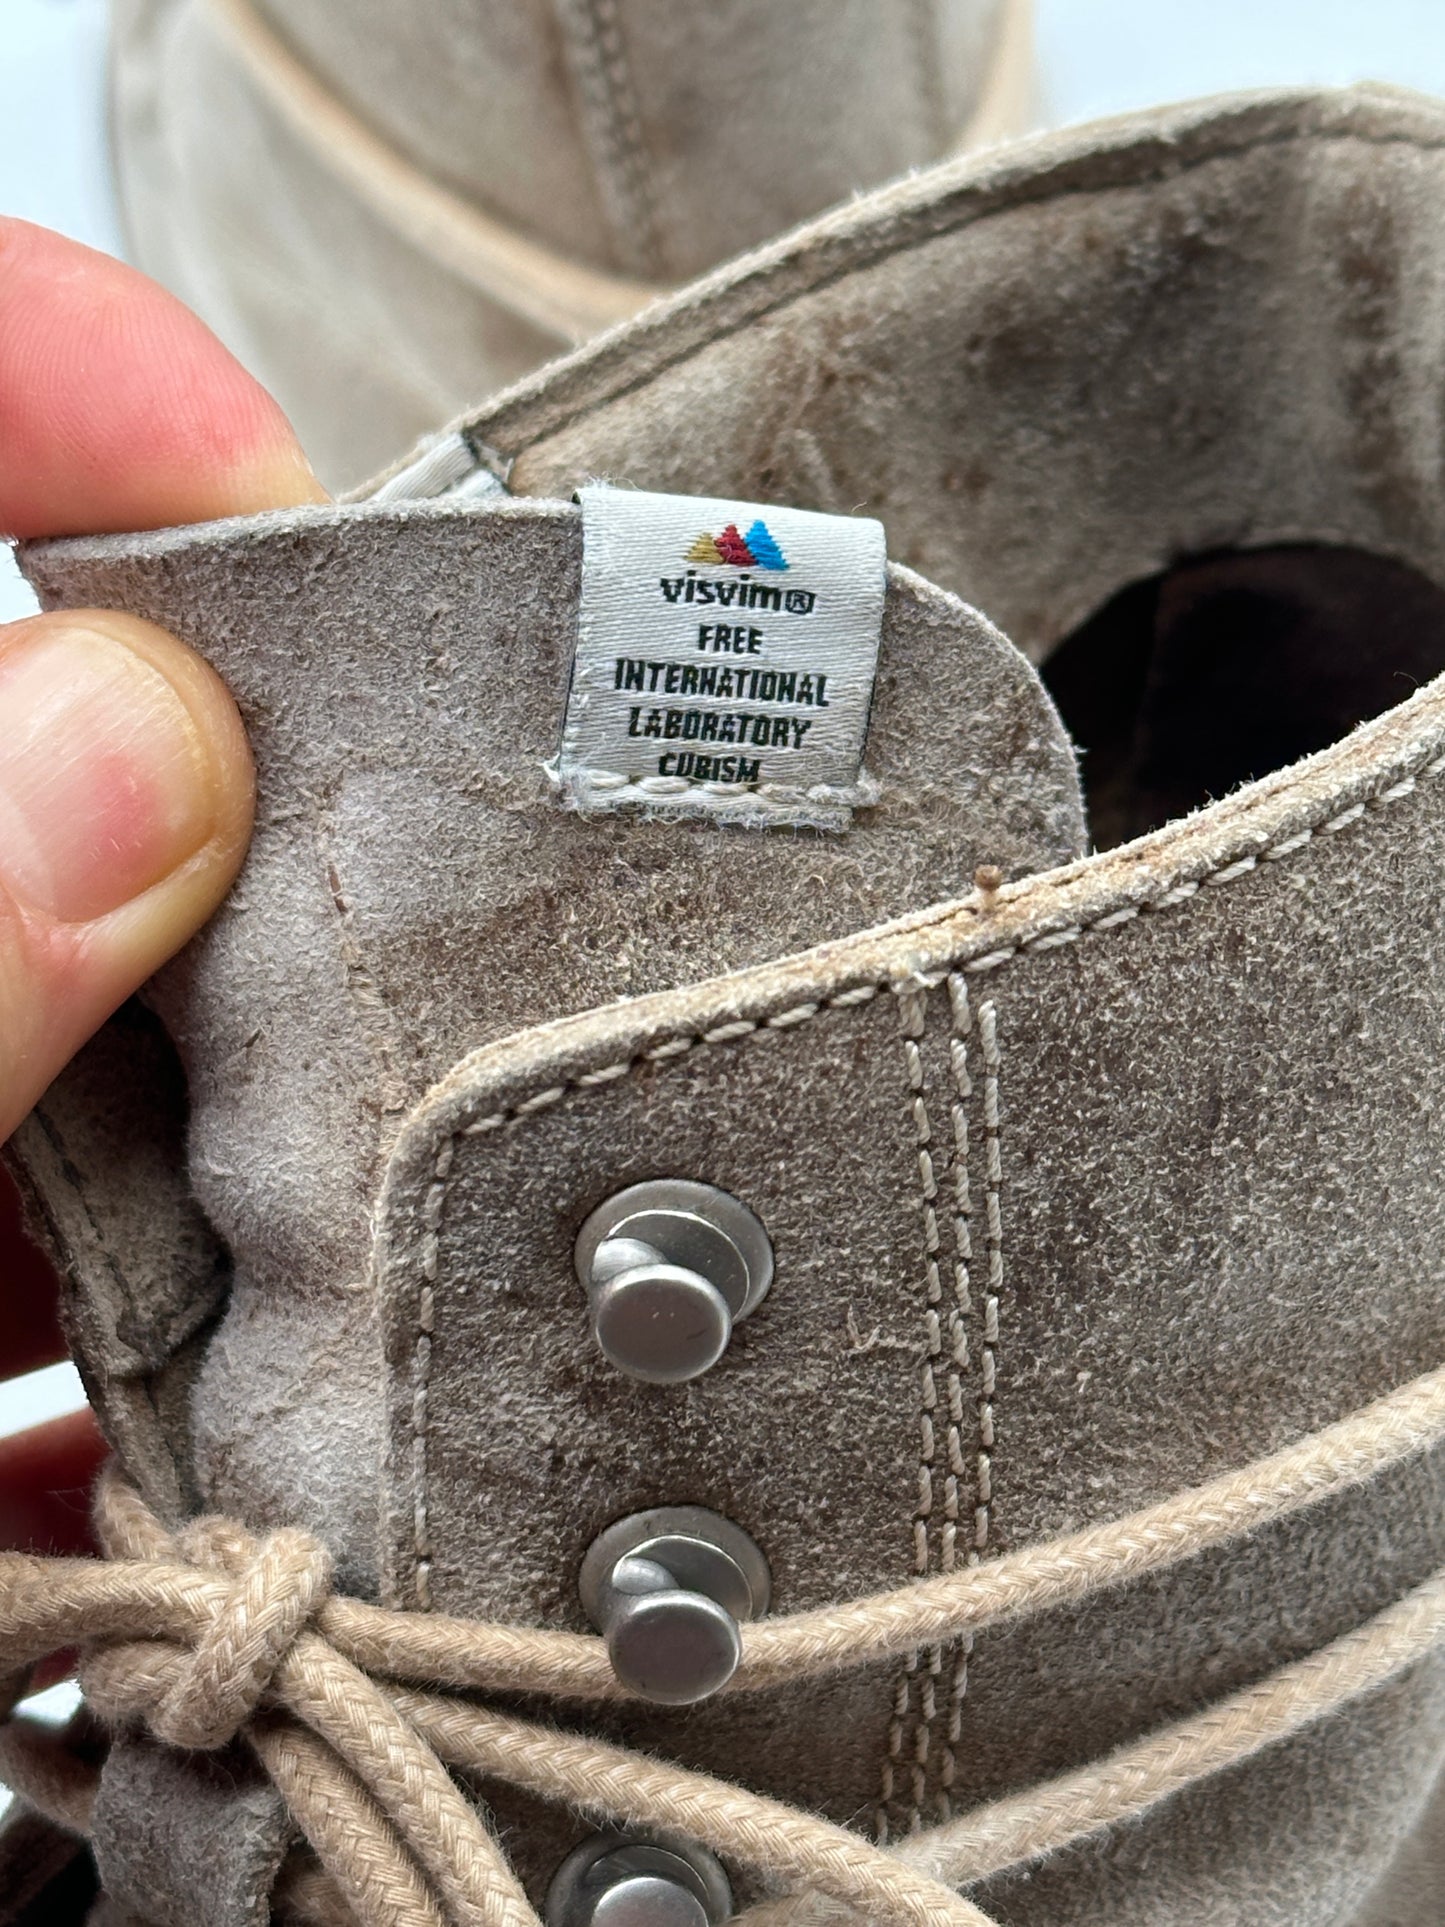 visvim®
FREE
INTERNATIONAL
LABORATORY
CUBISM